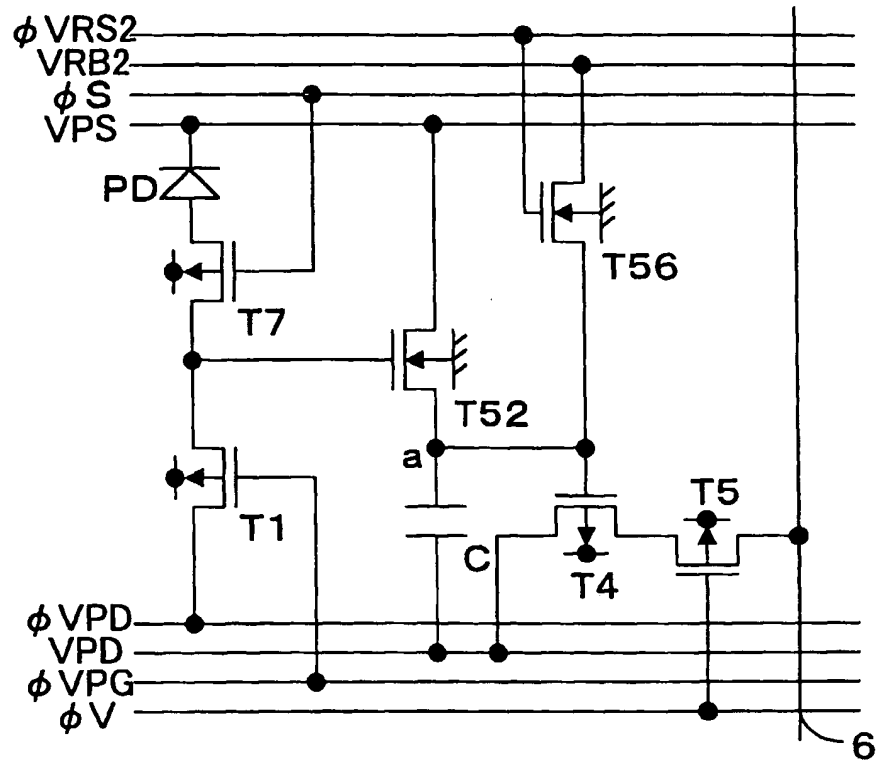 φVRS2
VRB2
φS
VPS
PD
T56
T7
T52
a
T5
T1
C
T4
φVPD
VPD
φVPG
φV
6